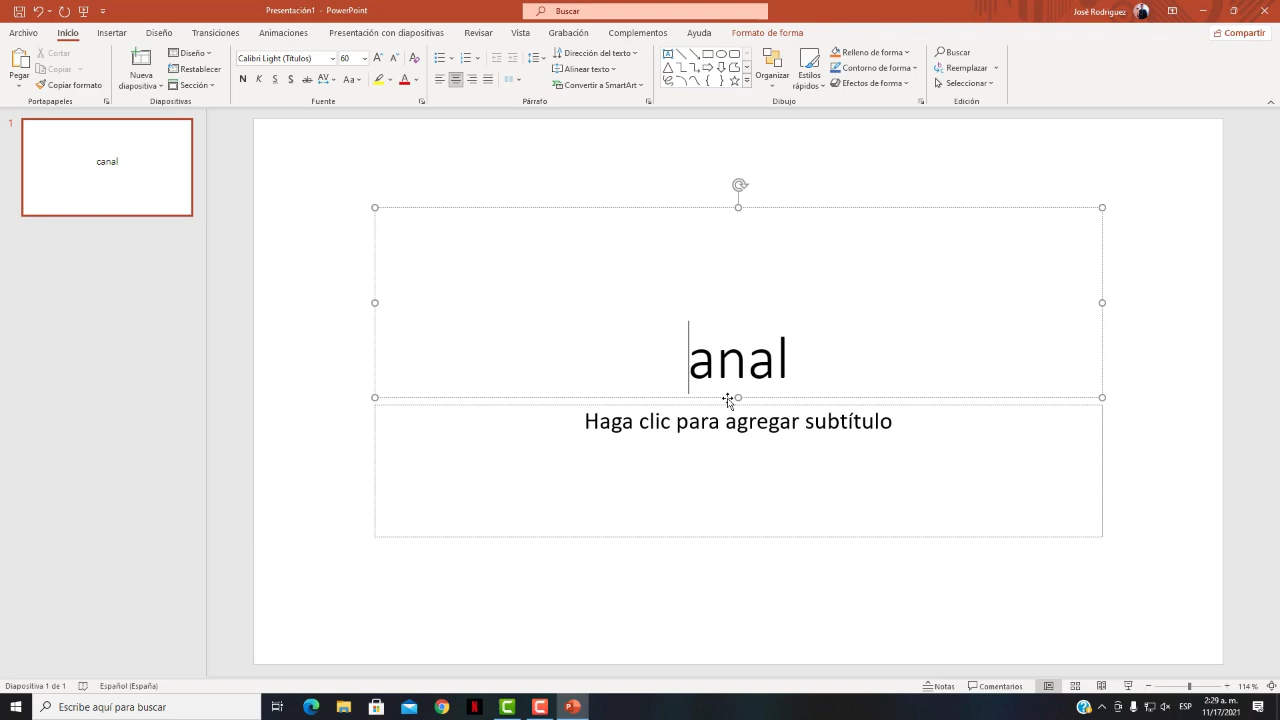 Presentación1 - PowerPoint
Buscar
José Rodriguez
Archivo Inicio Insertar Diseño Transiciones Animaciones Presentación con diapositivas Revisar Vista Grabación Complementos Ayuda Formato de forma Compartir
Pegar
Cortar
Copiar
Copiar formato
Portapapeles
Nueva diapositiva
Diseño
Restablecer
Sección
Diapositivas
Calibri Light (Títulos) 60
N K S S ab AV Aa A
Fuente
Dirección del texto
Alinear texto
Convertir a SmartArt
Párrafo
Organizar
Estilos rápidos
Relleno de forma
Contorno de forma
Efectos de forma
Dibujo
Buscar
Reemplazar
Seleccionar
Edición
1
canal
anal
Haga clic para agregar subtítulo
Diapositiva 1 de 1 Español (España) Notas Comentarios 114 %
Escribe aquí para buscar
ESP
2:29 a. m.
11/17/2021